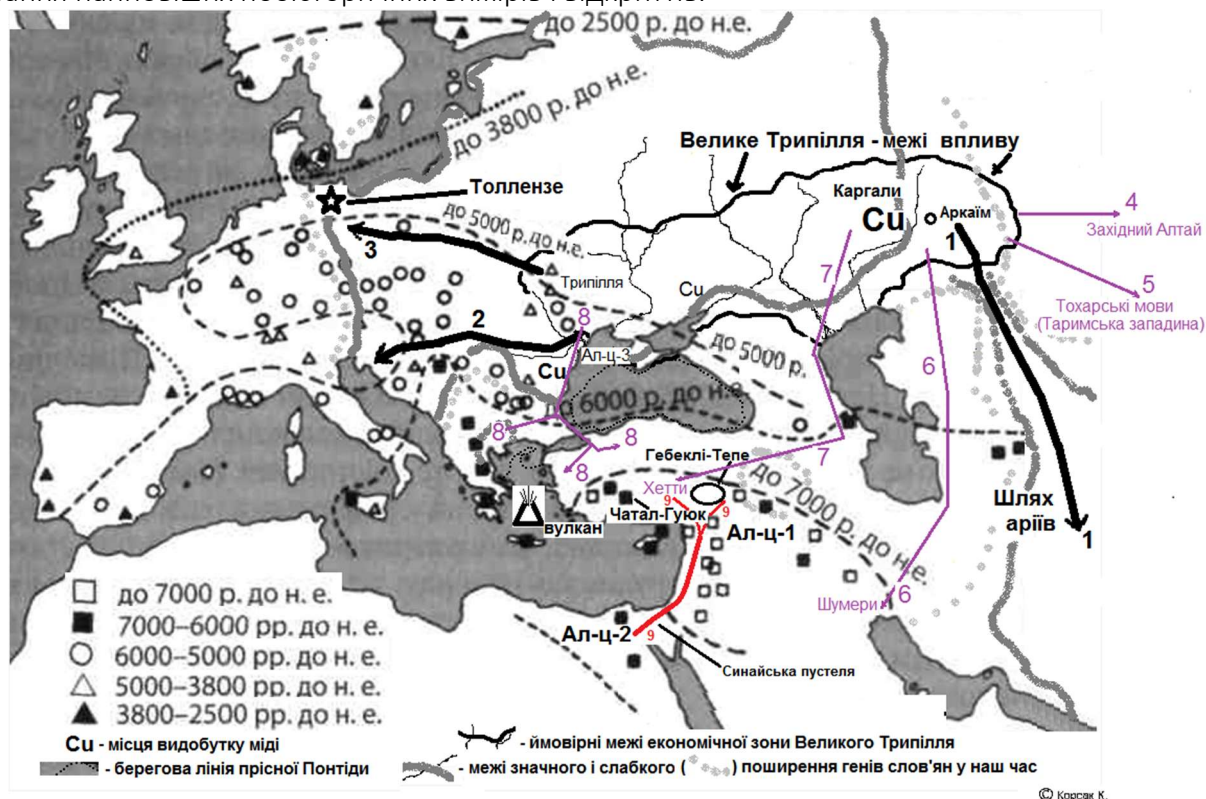 до 2500 р. до н.е.
до 3800 р. до н.е.
Велике Трипілля - межі впливу
Толлензе
Каргали
Cu
Аркаїм
1
4
Західний Алтай
5
Тохарські мови
(Таримська западина)
до 5000 р. до н.е.
3
Трипілля
7
Cu
2
8
Ал-ц-3
до 5000 р.
6
Cu
6000 р. до н.е.
8
8
8
7
Гебеклі-Тепе
до 7000 р. до н.е.
Хетти
9
9
Чатал-Гуюк
вулкан
Ал-ц-1
Шлях
аріїв
1
Шумери
6
Ал-ц-2
9
Синайська пустеля
до 7000 р. до н. е.
7000–6000 рр. до н. е.
6000–5000 рр. до н. е.
5000–3800 рр. до н. е.
3800–2500 рр. до н. е.
Cu - місця видобутку міді
- берегова лінія прісної Понтіди
- ймовірні межі економічної зони Великого Трипілля
- межі значного і слабкого ( ) поширення генів слов'ян у наш час
© Корсак К.